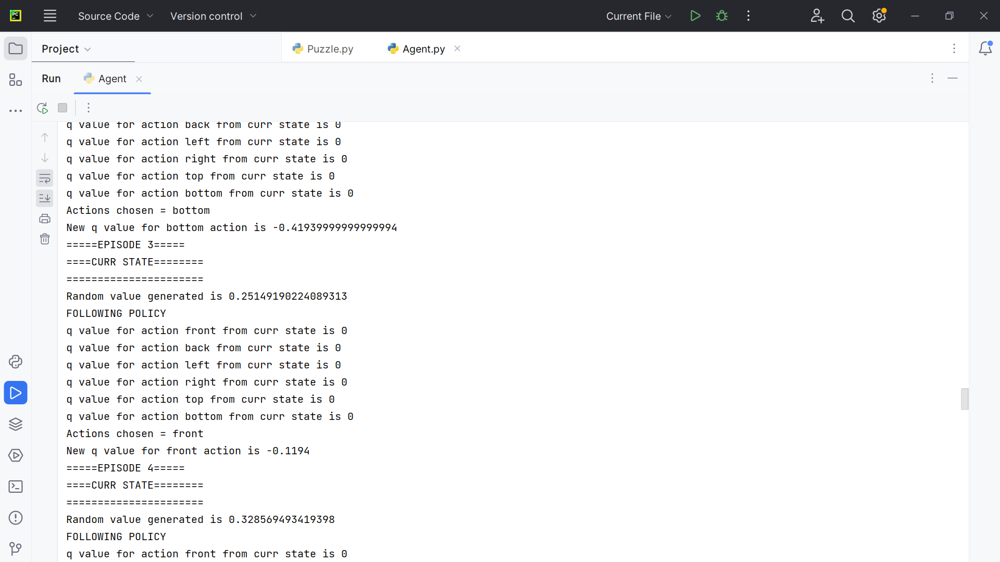 PC
Source Code
Version control
Current File
Project
Puzzle.py
Agent.py
Run
Agent
q value for action back from curr state is 0
q value for action left from curr state is 0
q value for action right from curr state is 0
q value for action top from curr state is 0
q value for action bottom from curr state is 0
Actions chosen = bottom
New q value for bottom action is -0.41939999999999994
=====EPISODE 3=====
====CURR STATE========
======================
Random value generated is 0.25149190224089313
FOLLOWING POLICY
q value for action front from curr state is 0
q value for action back from curr state is 0
q value for action left from curr state is 0
q value for action right from curr state is 0
q value for action top from curr state is 0
q value for action bottom from curr state is 0
Actions chosen = front
New q value for front action is -0.1194
=====EPISODE 4=====
====CURR STATE========
======================
Random value generated is 0.328569493419398
FOLLOWING POLICY
q value for action front from curr state is 0